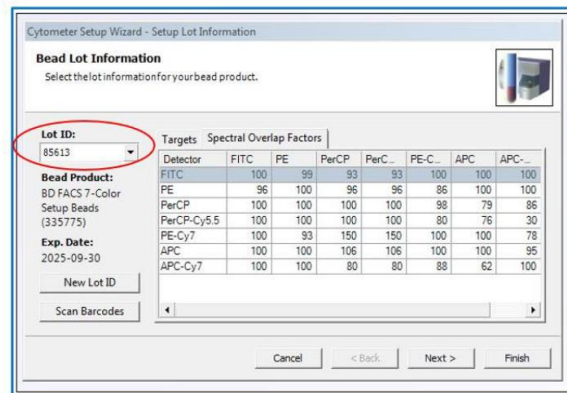 Cytometer Setup Wizard - Setup Lot Information
Bead Lot Information
Select the lot information for your bead product.
Lot ID:
85613
Bead Product:
BD FACS 7-Color
Setup Beads
(335775)
Exp. Date:
2025-09-30
New Lot ID
Scan Barcodes
Targets Spectral Overlap Factors
Detector FITC PE PerCP PerC... PE-C... APC APC-...
FITC 100 99 93 93 100 100 100
PE 96 100 96 96 86 100 100
PerCP 100 100 100 100 98 79 86
PerCP-Cy5.5 100 100 100 100 80 76 30
PE-Cy7 100 93 150 150 100 100 78
APC 100 100 106 106 100 100 95
APC-Cy7 100 100 80 80 88 62 100
Cancel < Back Next > Finish